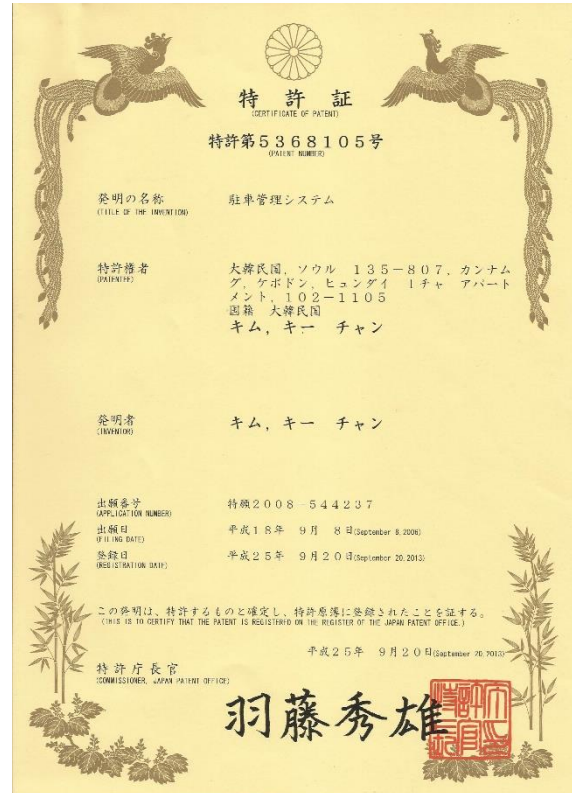 特許証
(CERTIFICATE OF PATENT)
特許第5368105号
(PATENT NUMBER)
発明の名称 駐車管理システム
(TITLE OF THE INVENTION)
特許権者 大韓民国,ソウル 135-807,カンナム
(PATENTEE) グ,ケポドン,ヒュンダイ 1チャ アパート
メント,102-1105
国籍 大韓民国
キム,キー チャン
発明者 キム,キー チャン
(INVENTOR)
出願番号 特願2008-544237
(APPLICATION NUMBER)
出願日 平成18年 9月 8日(September 8,2006)
(FILING DATE)
登録日 平成25年 9月20日(September 20,2013)
(REGISTRATION DATE)
この発明は、特許するものと確定し、特許原簿に登録されたことを証する。
(THIS IS TO CERTIFY THAT THE PATENT IS REGISTERED ON THE REGISTER OF THE JAPAN PATENT OFFICE.)
平成25年 9月20日(September 20,2013)
特許庁長官
(COMMISSIONER, JAPAN PATENT OFFICE)
羽藤秀雄